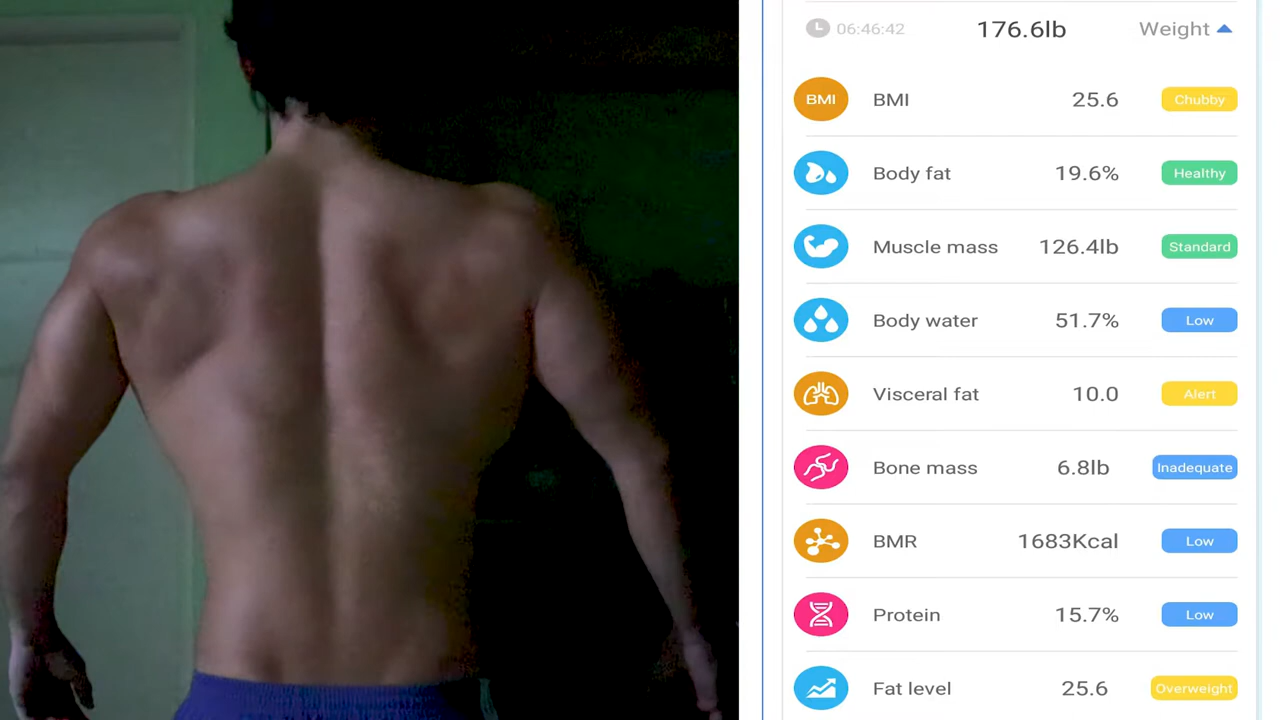 06:46:42 176.6lb Weight
BMI BMI 25.6 Chubby
Body fat 19.6% Healthy
Muscle mass 126.4lb Standard
Body water 51.7% Low
Visceral fat 10.0 Alert
Bone mass 6.8lb Inadequate
BMR 1683Kcal Low
Protein 15.7% Low
Fat level 25.6 Overweight